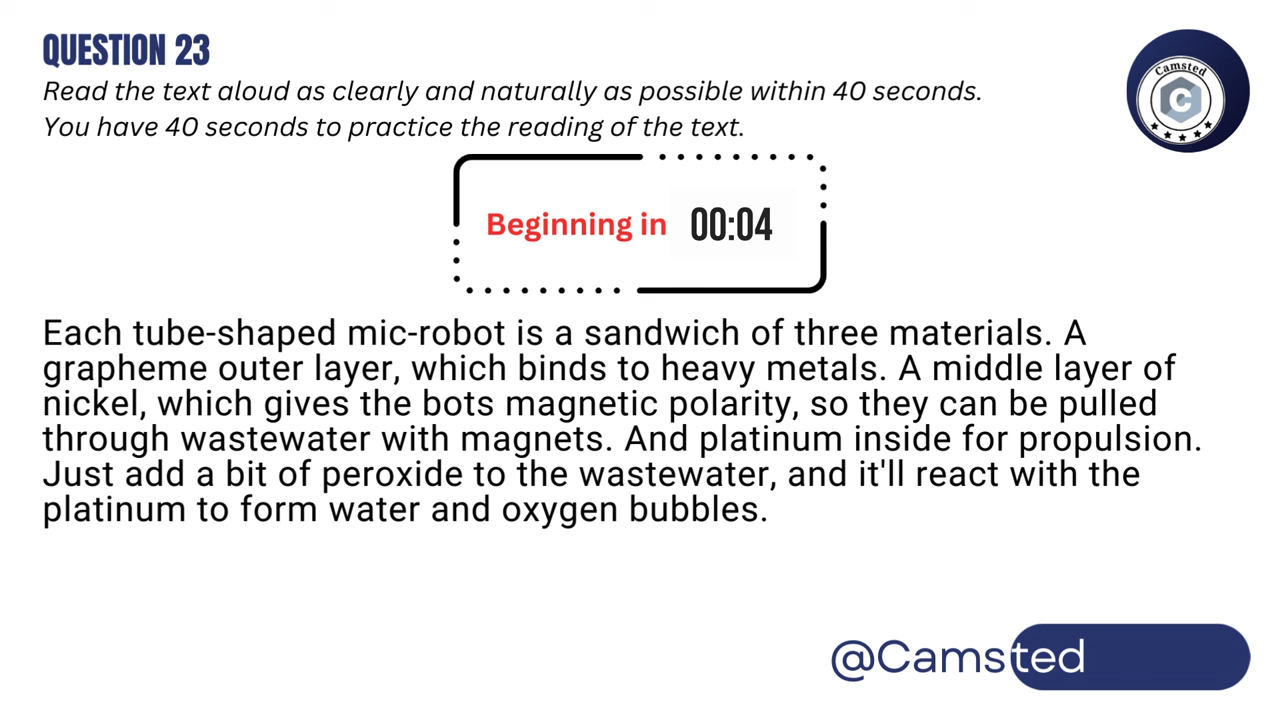 QUESTION 23
Read the text aloud as clearly and naturally as possible within 40 seconds.
You have 40 seconds to practice the reading of the text.
Camsted
C
Beginning in 00:04
Each tube-shaped mic-robot is a sandwich of three materials. A
grapheme outer layer, which binds to heavy metals. A middle layer of
nickel, which gives the bots magnetic polarity, so they can be pulled
through wastewater with magnets. And platinum inside for propulsion.
Just add a bit of peroxide to the wastewater, and it'll react with the
platinum to form water and oxygen bubbles.
@Camsted